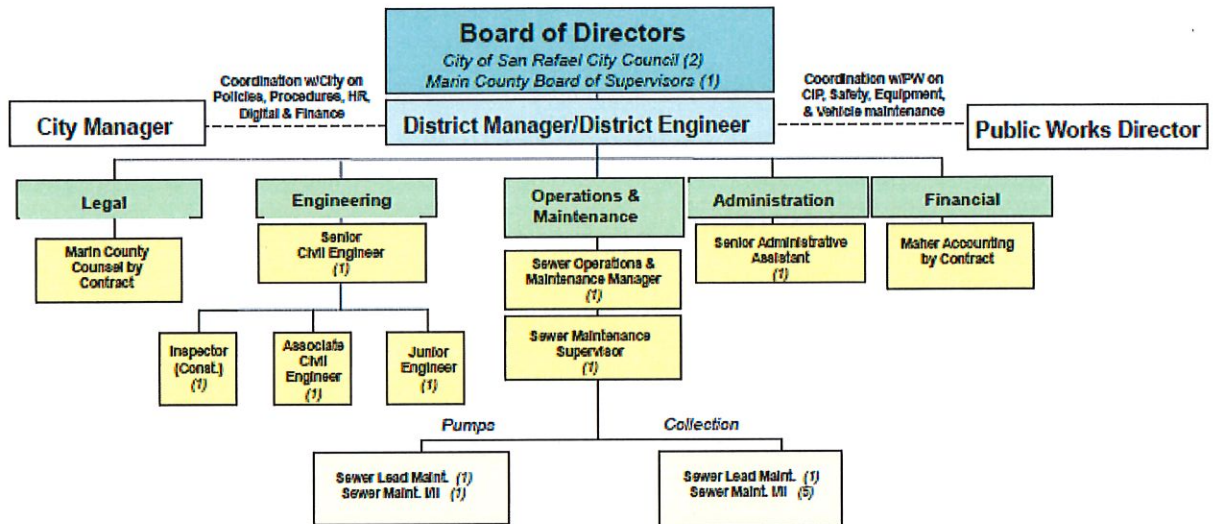 Board of Directors
City of San Rafael City Council (2)
Marin County Board of Supervisors (1)
Coordination w/City on
Policies, Procedures, HR,
Digital & Finance
Coordination w/PW on
CIP, Safety, Equipment,
& Vehicle maintenance
City Manager
District Manager/District Engineer
Public Works Director
Legal
Engineering
Operations &
Maintenance
Administration
Financial
Marin County
Counsel by
Contract
Senior
Civil Engineer
(1)
Sewer Operations &
Maintenance Manager
(1)
Senior Administrative
Assistant
(1)
Maher Accounting
by Contract
Inspector
(Const.)
(1)
Associate
Civil
Engineer
(1)
Junior
Engineer
(1)
Sewer Maintenance
Supervisor
(1)
Pumps
Collection
Sewer Lead Maint. (1)
Sewer Maint. I/II (1)
Sewer Lead Maint. (1)
Sewer Maint. I/II (5)